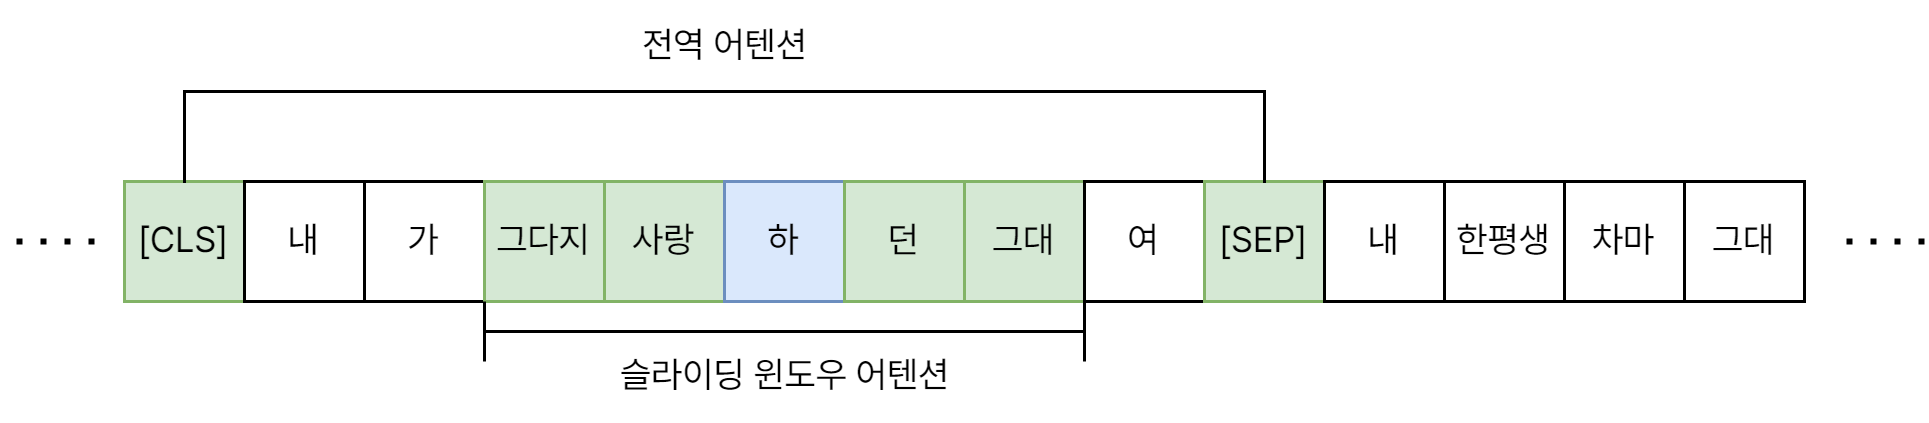 전역 어텐션
[CLS] 내 가 그다지 사랑 하 던 그대 여 [SEP] 내 한평생 차마 그대
슬라이딩 윈도우 어텐션